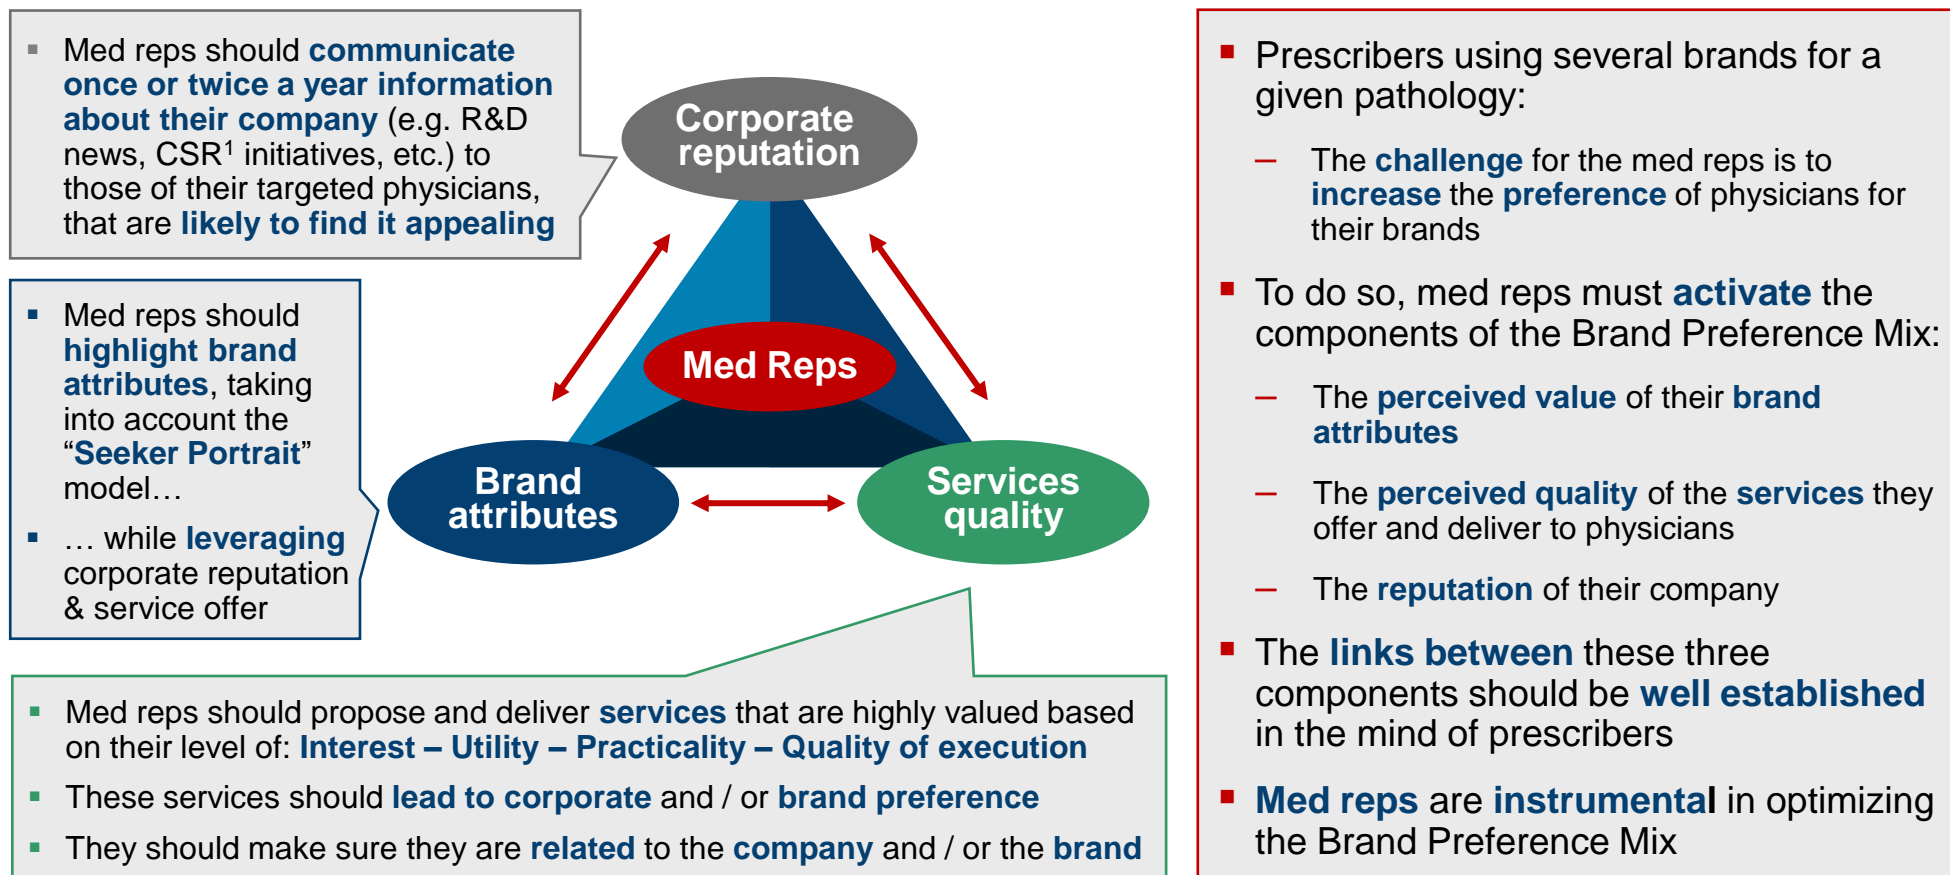 ▪ Med reps should communicate
once or twice a year information
about their company (e.g. R&D
news, CSR¹ initiatives, etc.) to
those of their targeted physicians,
that are likely to find it appealing
Corporate
reputation
▪ Med reps should
highlight brand
attributes, taking
into account the
“Seeker Portrait”
model…
▪ … while leveraging
corporate reputation
& service offer
Med Reps
Brand
attributes
Services
quality
▪ Med reps should propose and deliver services that are highly valued based
on their level of: Interest – Utility – Practicality – Quality of execution
▪ These services should lead to corporate and / or brand preference
▪ They should make sure they are related to the company and / or the brand
▪ Prescribers using several brands for a
given pathology:
– The challenge for the med reps is to
increase the preference of physicians for
their brands
▪ To do so, med reps must activate the
components of the Brand Preference Mix:
– The perceived value of their brand
attributes
– The perceived quality of the services they
offer and deliver to physicians
– The reputation of their company
▪ The links between these three
components should be well established
in the mind of prescribers
▪ Med reps are instrumental in optimizing
the Brand Preference Mix